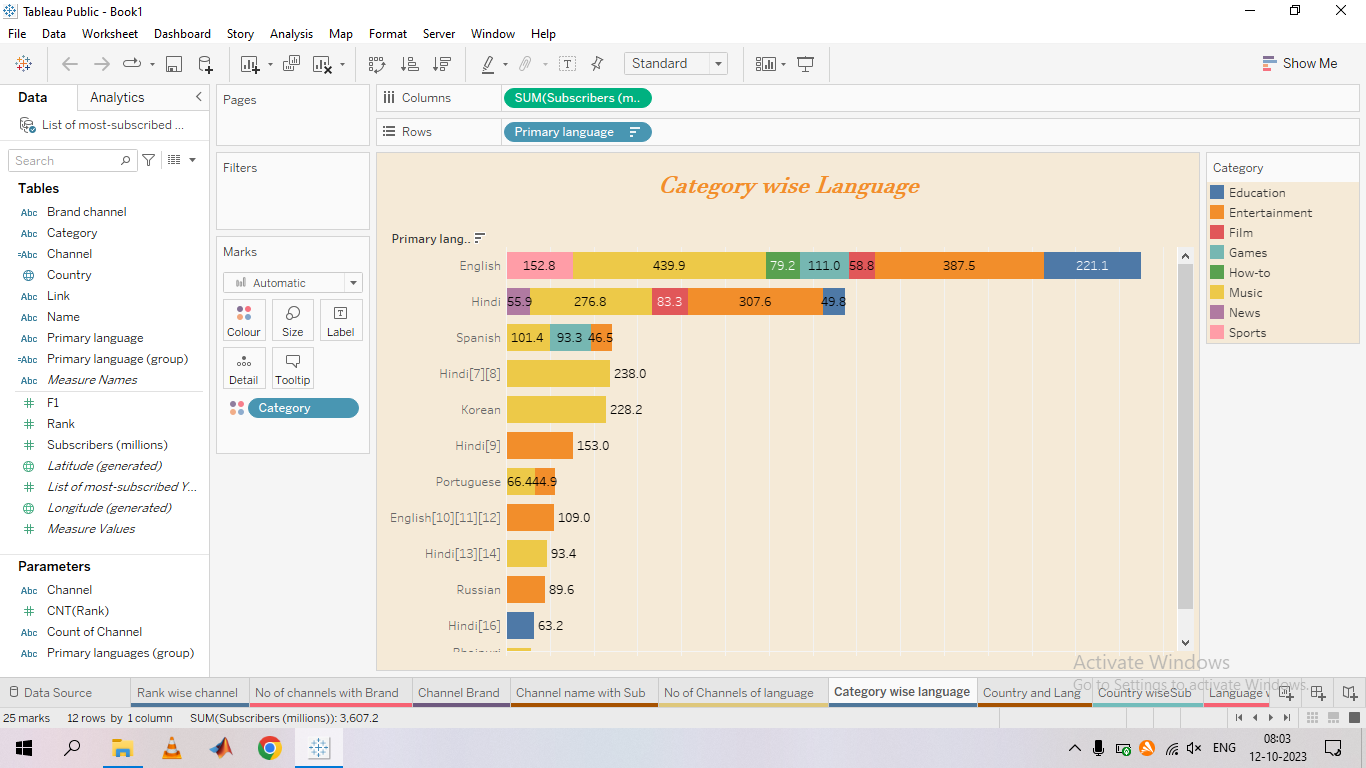 Tableau Public - Book1
File Data Worksheet Dashboard Story Analysis Map Format Server Window Help
Standard
Show Me
Data Analytics
List of most-subscribed ...
Search
Tables
Abc Brand channel
Abc Category
=Abc Channel
Country
Abc Link
Abc Name
Abc Primary language
=Abc Primary language (group)
Abc Measure Names
# F1
# Rank
# Subscribers (millions)
Latitude (generated)
# List of most-subscribed Y...
Longitude (generated)
# Measure Values
Parameters
Abc Channel
# CNT(Rank)
Abc Count of Channel
Abc Primary languages (group)
Pages
Filters
Marks
Automatic
Colour Size Label
Detail Tooltip
Category
Columns SUM(Subscribers (m..
Rows Primary language
Category wise Language
Primary lang..
English 152.8 439.9 79.2 111.0 58.8 387.5 221.1
Hindi 55.9 276.8 83.3 307.6 49.8
Spanish 101.4 93.3 46.5
Hindi[7][8] 238.0
Korean 228.2
Hindi[9] 153.0
Portuguese 66.4 44.9
English[10][11][12] 109.0
Hindi[13][14] 93.4
Russian 89.6
Hindi[16] 63.2
Category
Education
Entertainment
Film
Games
How-to
Music
News
Sports
Activate Windows
Go to Settings to activate Windows.
Data Source Rank wise channel No of channels with Brand Channel Brand Channel name with Sub No of Channels of language Category wise language Country and Lang Country wiseSub Language
25 marks 12 rows by 1 column SUM(Subscribers (millions)): 3,607.2
ENG
08:03
12-10-2023